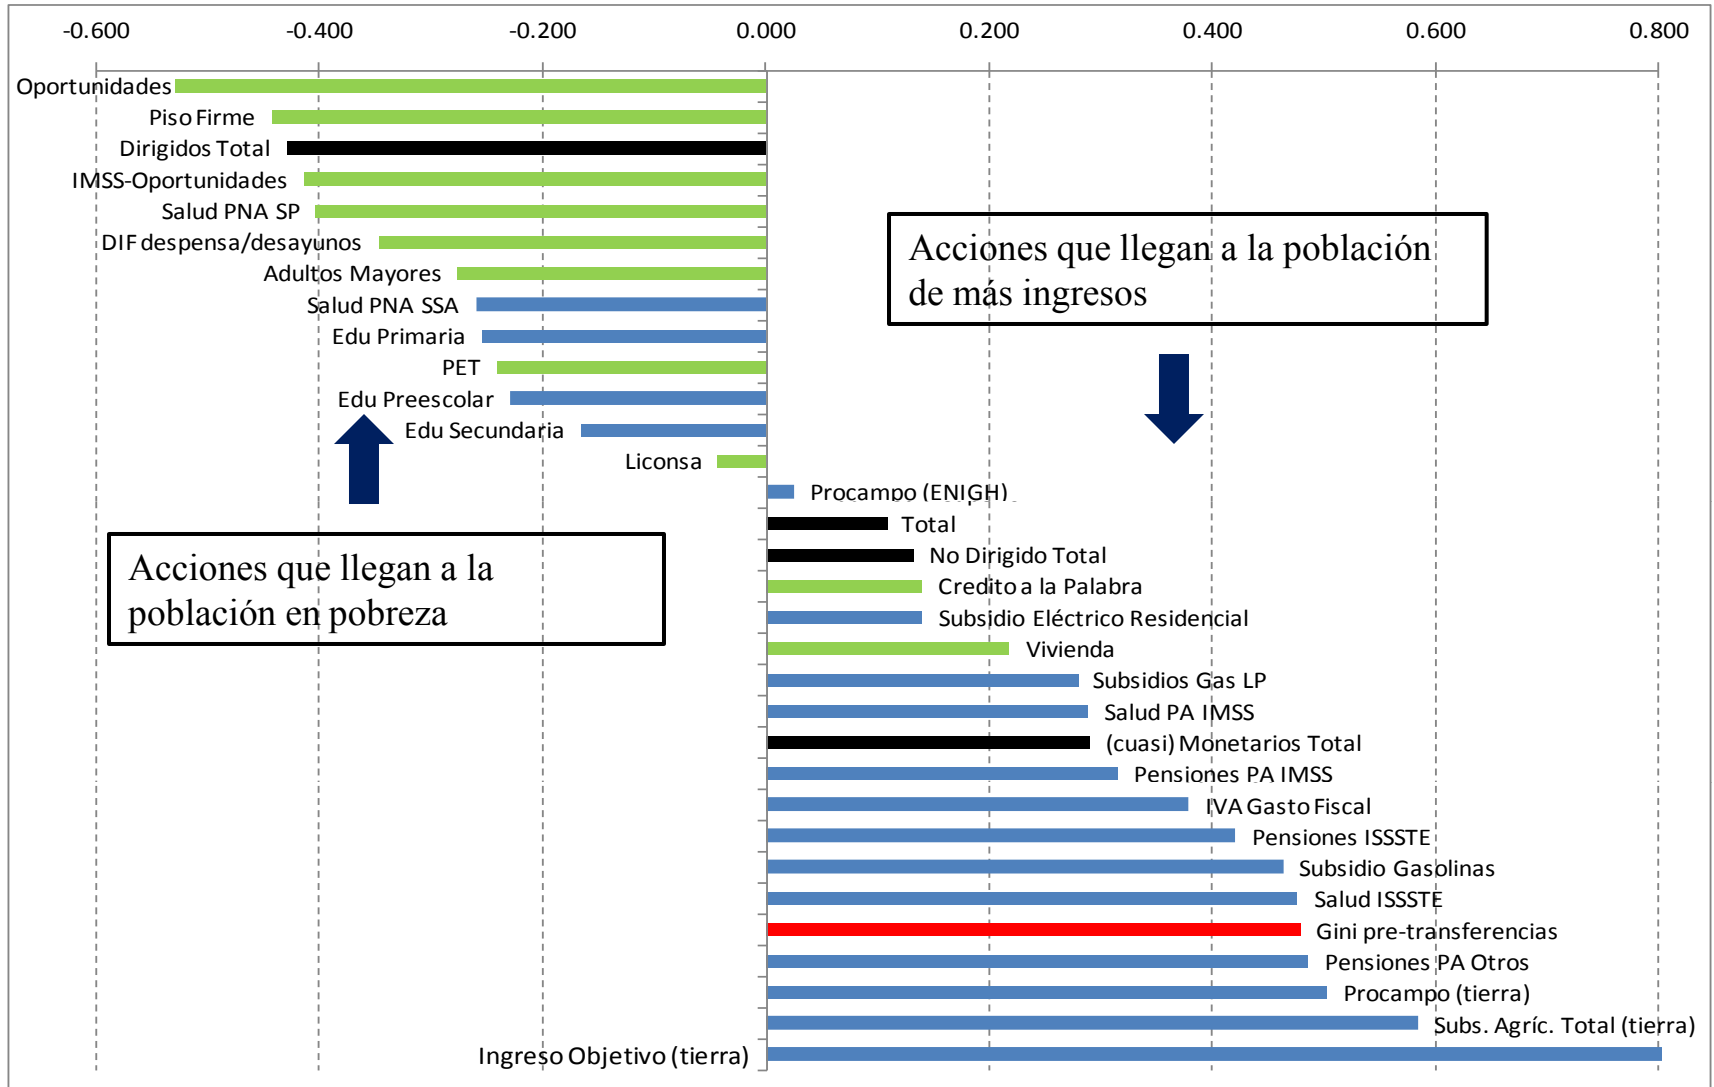 -0.600 -0.400 -0.200 0.000 0.200 0.400 0.600 0.800
Oportunidades
Piso Firme
Dirigidos Total
IMSS-Oportunidades
Salud PNA SP
DIF despensa/desayunos
Adultos Mayores
Salud PNA SSA
Edu Primaria
PET
Edu Preescolar
Edu Secundaria
Liconsa
Acciones que llegan a la población
de más ingresos
Acciones que llegan a la
población en pobreza
Procampo (ENIGH)
Total
No Dirigido Total
Credito a la Palabra
Subsidio Eléctrico Residencial
Vivienda
Subsidios Gas LP
Salud PA IMSS
(cuasi) Monetarios Total
Pensiones PA IMSS
IVA Gasto Fiscal
Pensiones ISSSTE
Subsidio Gasolinas
Salud ISSSTE
Gini pre-transferencias
Pensiones PA Otros
Procampo (tierra)
Subs. Agríc. Total (tierra)
Ingreso Objetivo (tierra)